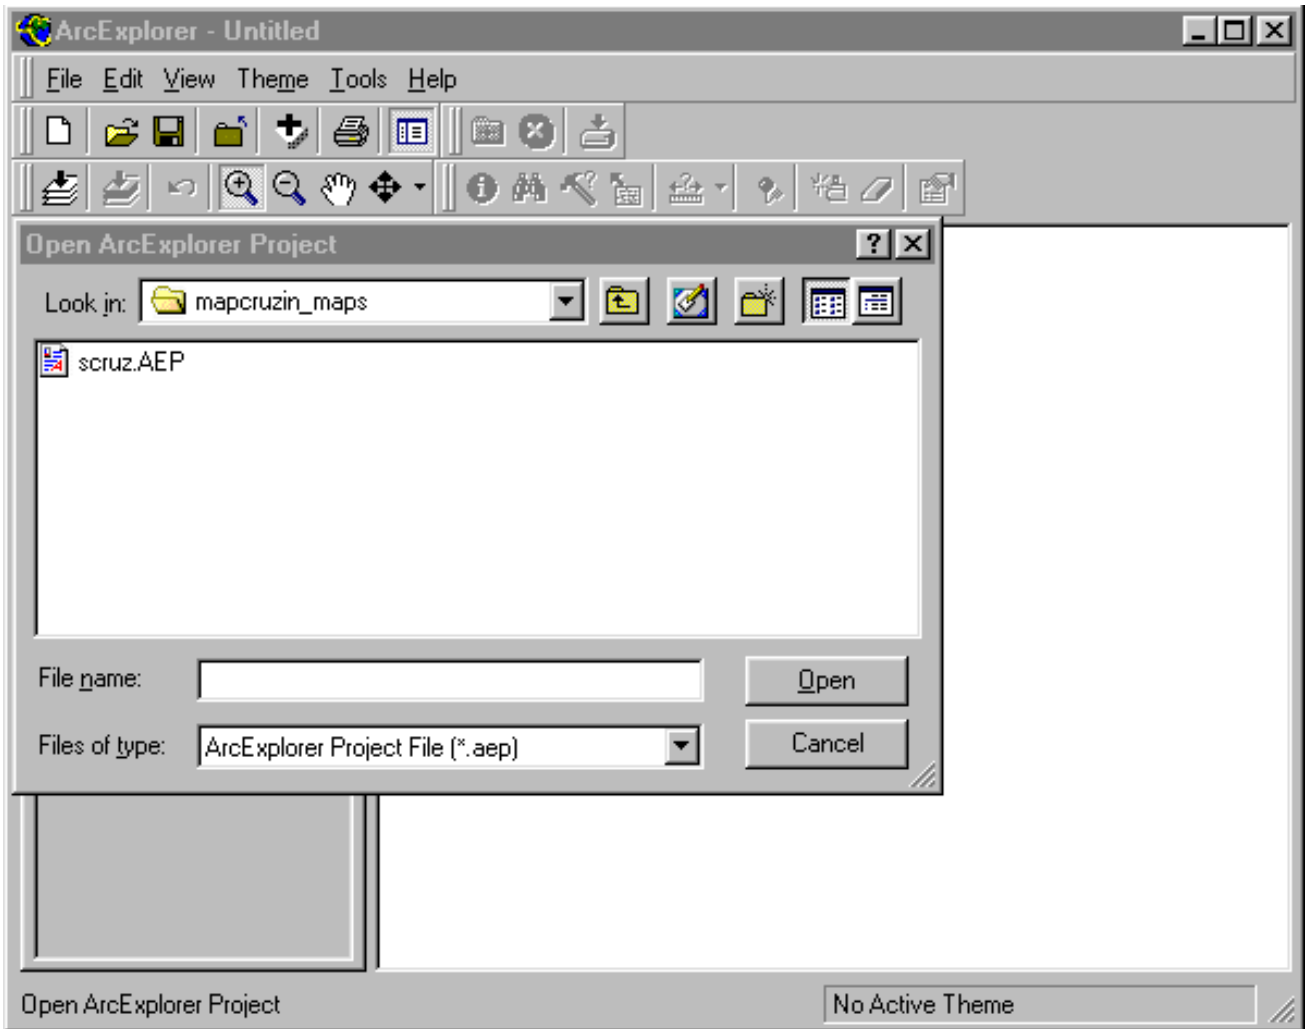 ArcExplorer - Untitled
File Edit View Theme Tools Help
Open ArcExplorer Project
Look in: mapcruzin_maps
scruz.AEP
File name:
Open
Files of type: ArcExplorer Project File (*.aep)
Cancel
Open ArcExplorer Project
No Active Theme